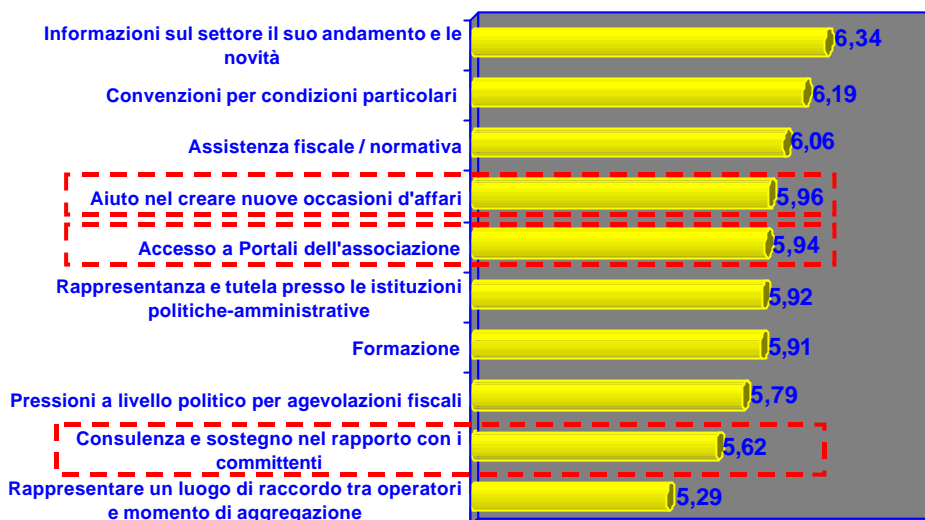 Informazioni sul settore il suo andamento e le
novità
6,34
Convenzioni per condizioni particolari
6,19
Assistenza fiscale / normativa
6,06
Aiuto nel creare nuove occasioni d'affari
5,96
Accesso a Portali dell'associazione
5,94
Rappresentanza e tutela presso le istituzioni
politiche-amministrative
5,92
Formazione
5,91
Pressioni a livello politico per agevolazioni fiscali
5,79
Consulenza e sostegno nel rapporto con i
committenti
5,62
Rappresentare un luogo di raccordo tra operatori
e momento di aggregazione
5,29